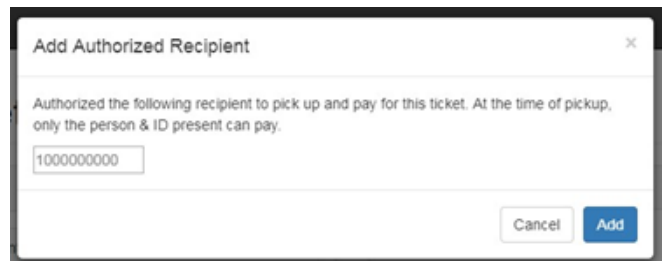 Add Authorized Recipient
×
Authorized the following recipient to pick up and pay for this ticket. At the time of pickup,
only the person & ID present can pay.
1000000000
Cancel Add